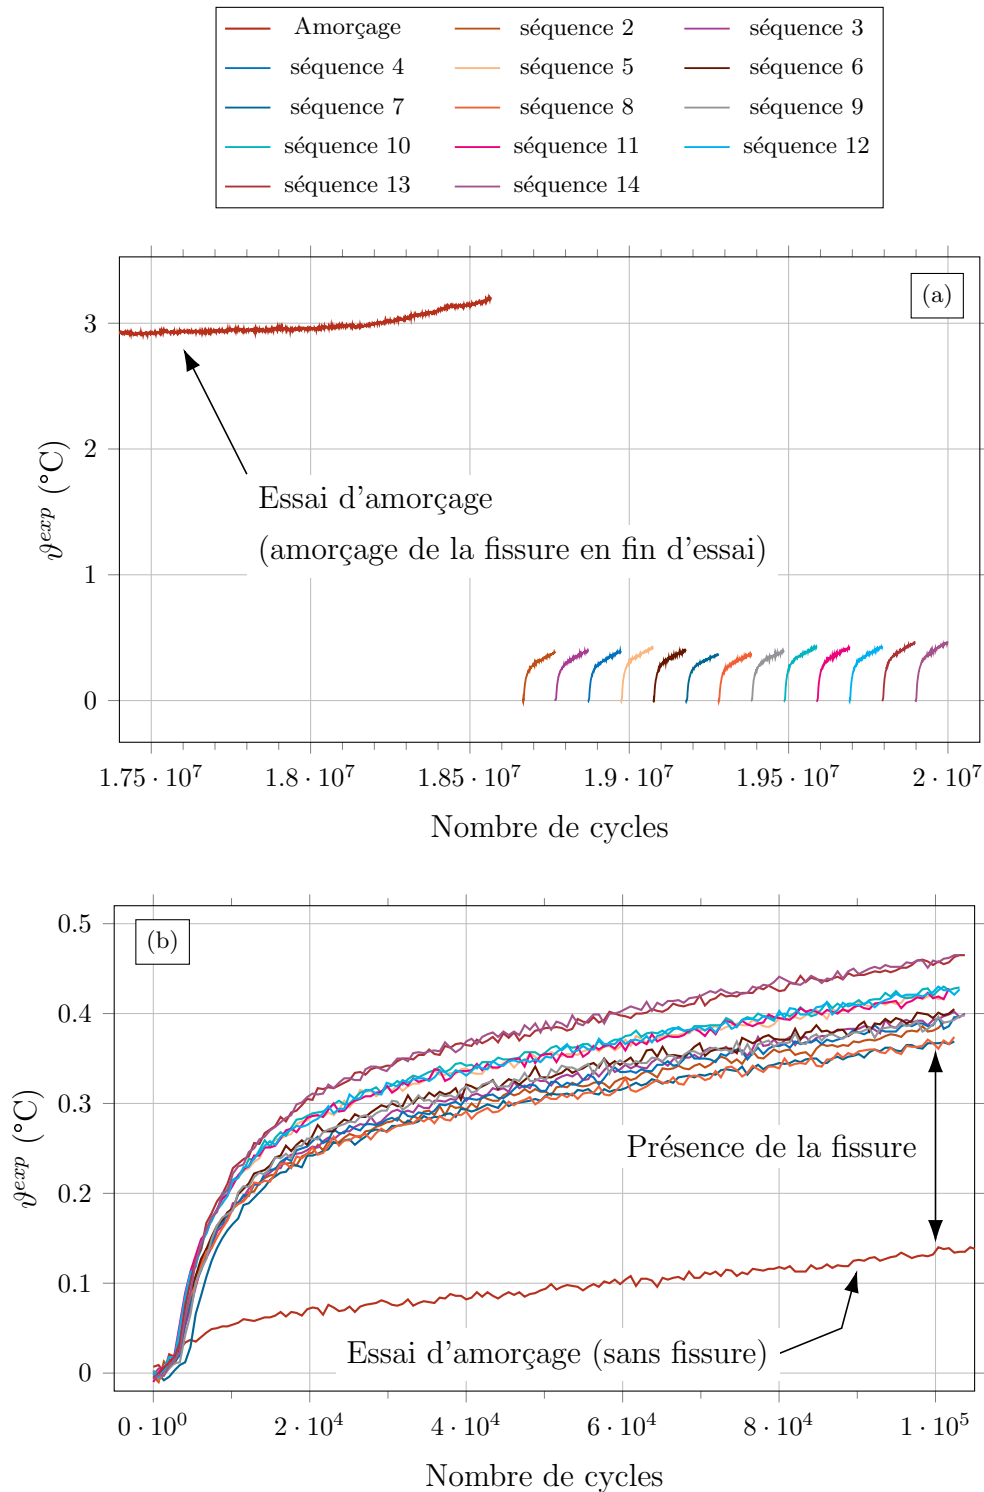 Amorçage séquence 2 séquence 3
séquence 4 séquence 5 séquence 6
séquence 7 séquence 8 séquence 9
séquence 10 séquence 11 séquence 12
séquence 13 séquence 14
(a)
3
2
1
0
ϑ^exp (°C)
Essai d'amorçage
(amorçage de la fissure en fin d'essai)
1.75 · 10^7 1.8 · 10^7 1.85 · 10^7 1.9 · 10^7 1.95 · 10^7 2 · 10^7
Nombre de cycles
(b)
0.5
0.4
0.3
0.2
0.1
0
ϑ^exp (°C)
Présence de la fissure
Essai d'amorçage (sans fissure)
0 · 10^0 2 · 10^4 4 · 10^4 6 · 10^4 8 · 10^4 1 · 10^5
Nombre de cycles